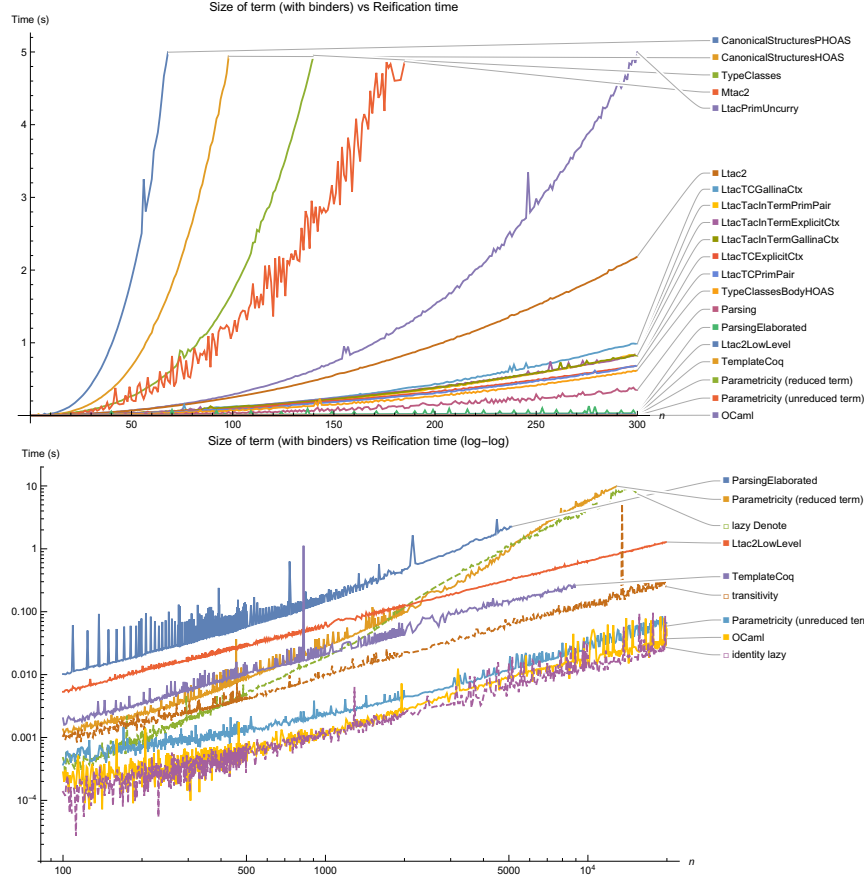 Size of term (with binders) vs Reification time
Time (s)
5
4
3
2
1
50
100
150
200
250
300
n
CanonicalStructuresPHOAS
CanonicalStructuresHOAS
TypeClasses
Mtac2
LtacPrimUncurry
Ltac2
LtacTCGallinaCtx
LtacTacInTermPrimPair
LtacTacInTermExplicitCtx
LtacTacInTermGallinaCtx
LtacTCExplicitCtx
LtacTCPrimPair
TypeClassesBodyHOAS
Parsing
ParsingElaborated
Ltac2LowLevel
TemplateCoq
Parametricity (reduced term)
Parametricity (unreduced term)
OCaml
Size of term (with binders) vs Reification time (log–log)
Time (s)
10
1
0.100
0.010
0.001
10⁻⁴
100
500
1000
5000
10⁴
n
ParsingElaborated
Parametricity (reduced term)
lazy Denote
Ltac2LowLevel
TemplateCoq
transitivity
Parametricity (unreduced ter
OCaml
identity lazy